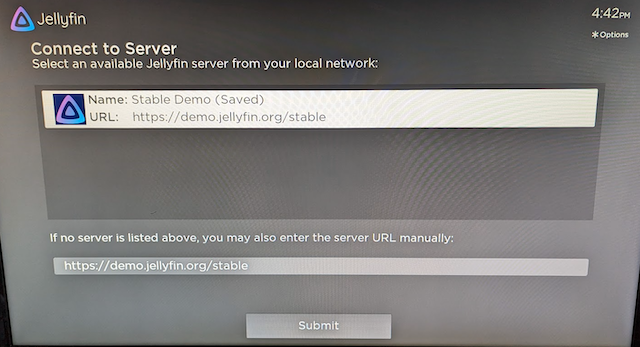 Jellyfin
4:42PM
* Options
Connect to Server
Select an available Jellyfin server from your local network:
Name: Stable Demo (Saved)
URL: https://demo.jellyfin.org/stable
If no server is listed above, you may also enter the server URL manually:
https://demo.jellyfin.org/stable
Submit